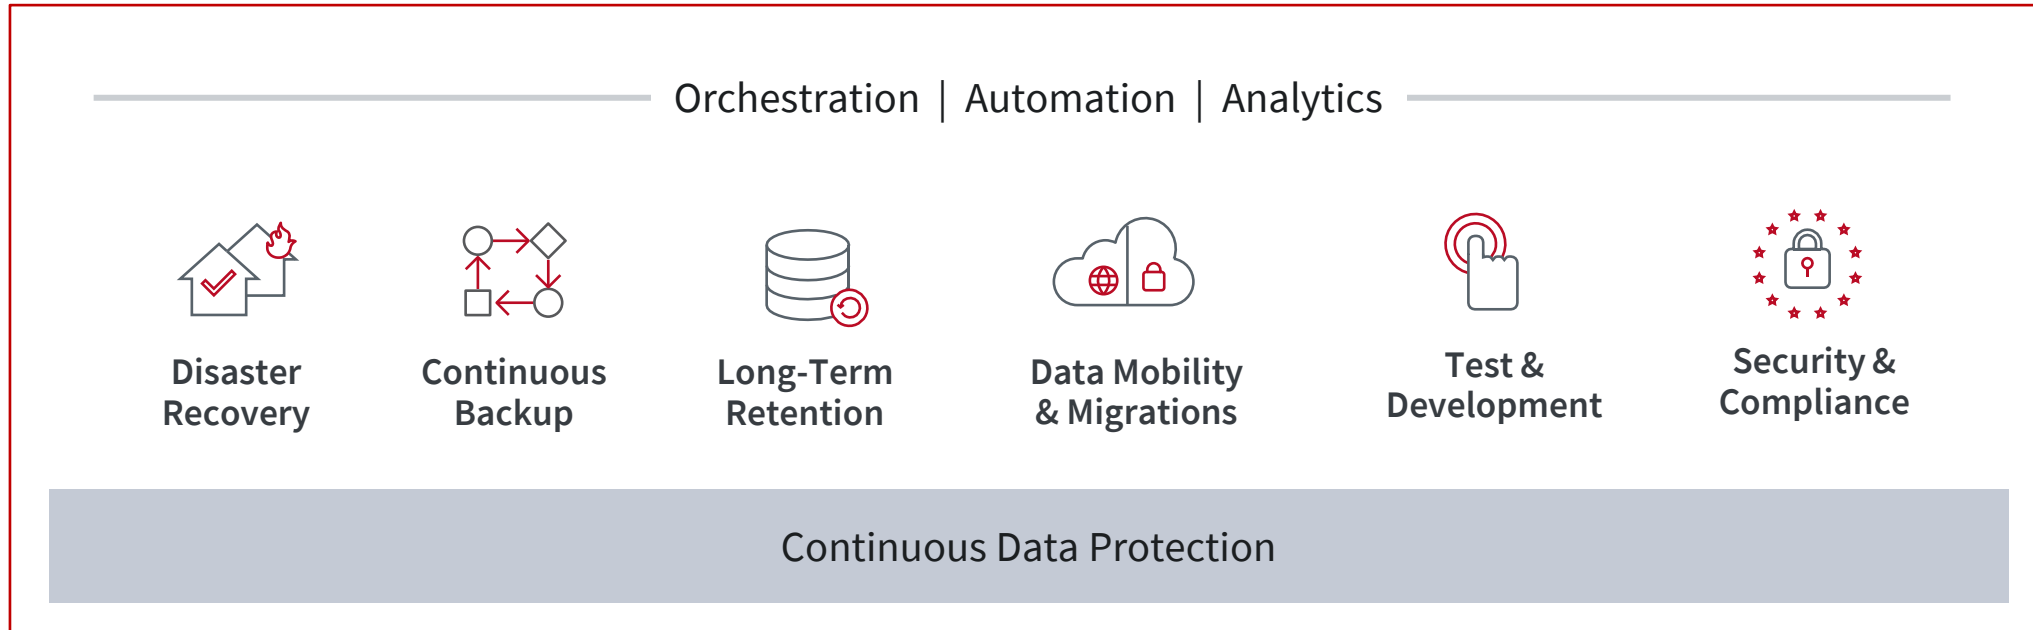 Orchestration | Automation | Analytics
Disaster
Recovery
Continuous
Backup
Long-Term
Retention
Data Mobility
& Migrations
Test &
Development
Security &
Compliance
Continuous Data Protection